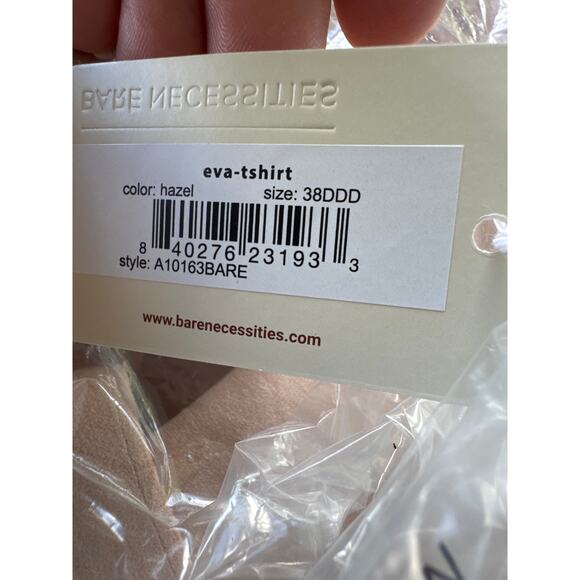 BARE NECESSITIES
eva-tshirt
color: hazel size: 38DDD
8 40276 23193 3
style: A10163BARE
www.barenecessities.com